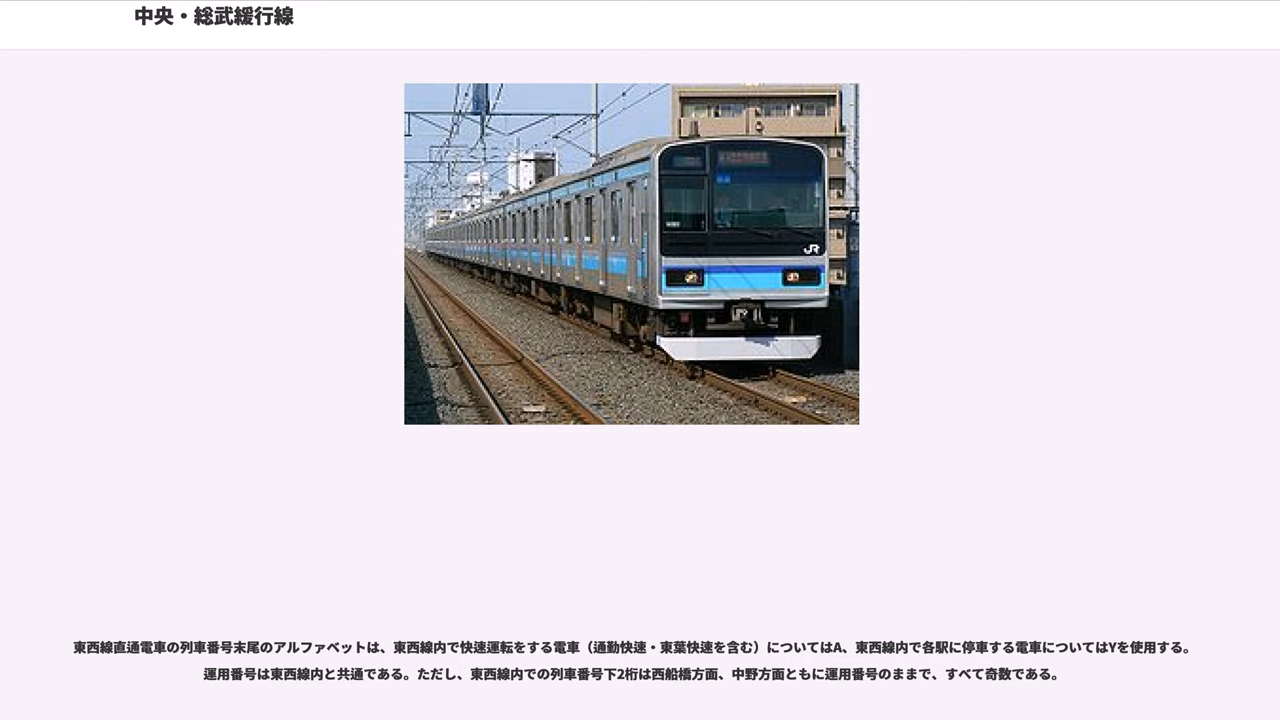 中央・総武緩行線
JR
東西線直通電車の列車番号末尾のアルファベットは、東西線内で快速運転をする電車（通勤快速・東葉快速を含む）についてはA、東西線内で各駅に停車する電車についてはYを使用する。
運用番号は東西線内と共通である。ただし、東西線内での列車番号下2桁は西船橋方面、中野方面ともに運用番号のままで、すべて奇数である。